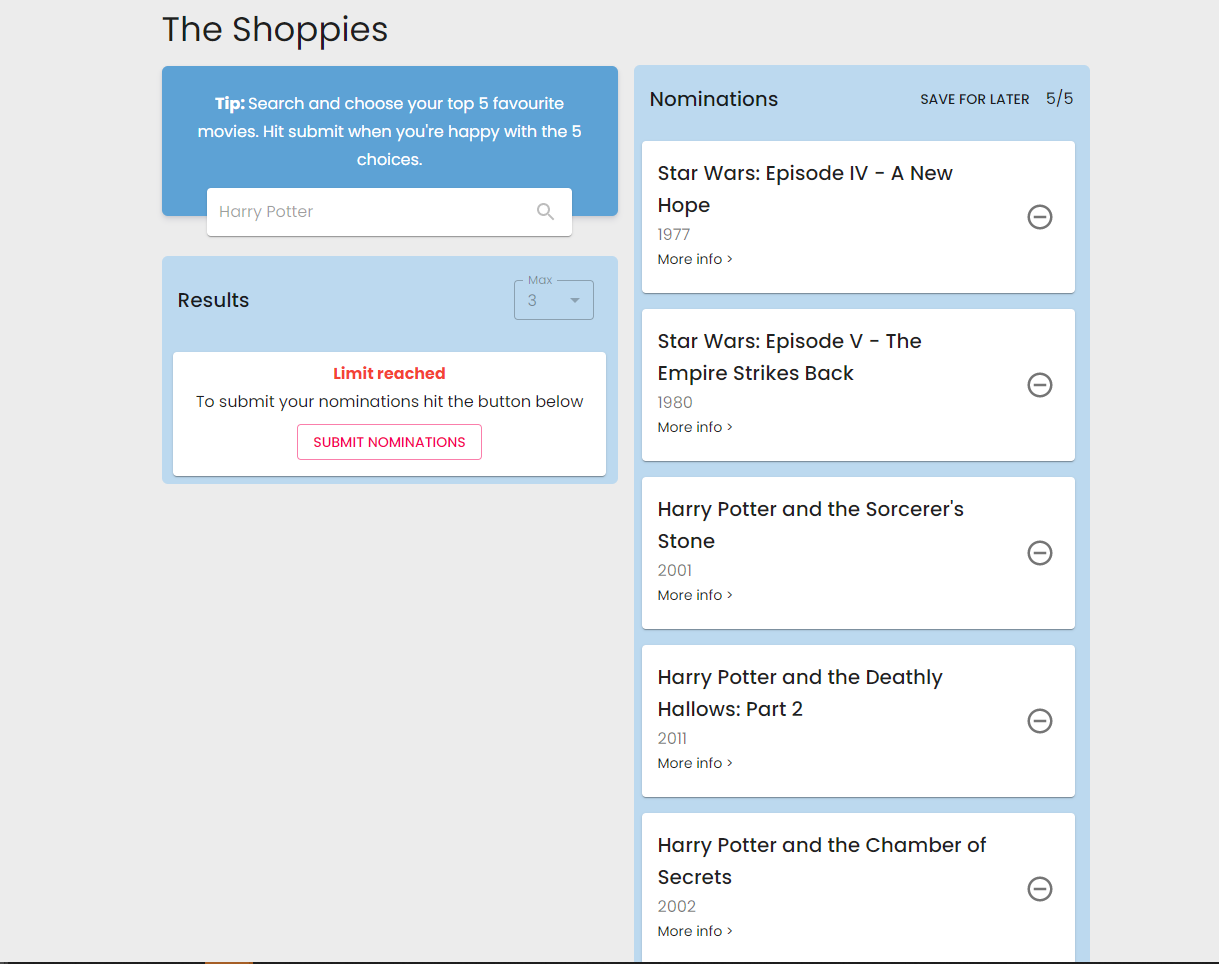 The Shoppies
Tip: Search and choose your top 5 favourite
movies. Hit submit when you're happy with the 5
choices.
Harry Potter
Results
Max
3
Limit reached
To submit your nominations hit the button below
SUBMIT NOMINATIONS
Nominations
SAVE FOR LATER
5/5
Star Wars: Episode IV - A New
Hope
1977
More info >
Star Wars: Episode V - The
Empire Strikes Back
1980
More info >
Harry Potter and the Sorcerer's
Stone
2001
More info >
Harry Potter and the Deathly
Hallows: Part 2
2011
More info >
Harry Potter and the Chamber of
Secrets
2002
More info >